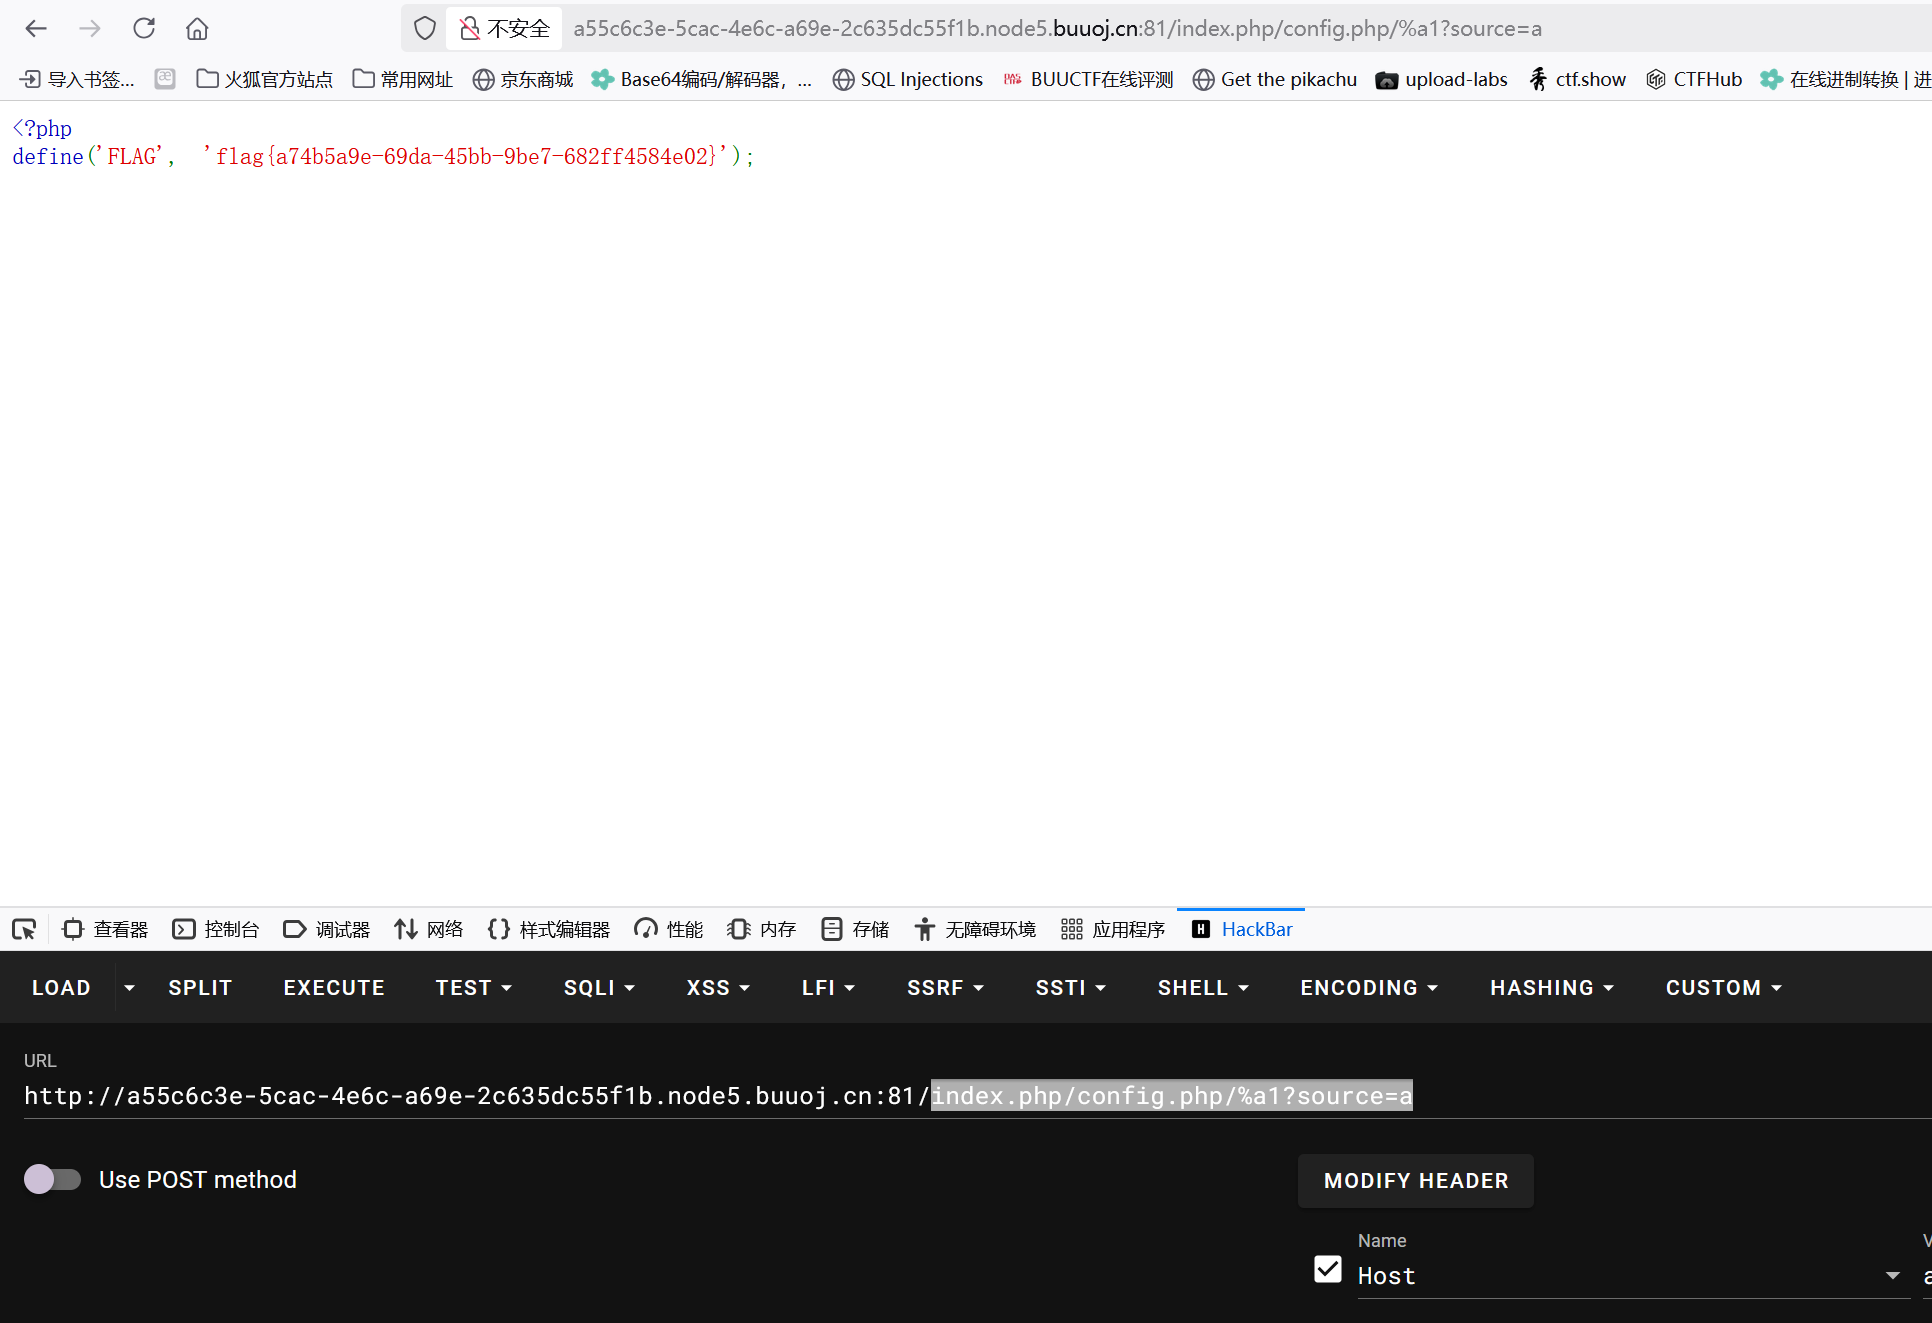 不安全 a55c6c3e-5cac-4e6c-a69e-2c635dc55f1b.node5.buuoj.cn:81/index.php/config.php/%a1?source=a
导入书签... 火狐官方站点 常用网址 京东商城 Base64编码/解码器，... SQL Injections BUUCTF在线评测 Get the pikachu upload-labs ctf.show CTFHub 在线进制转换 | 进
<?php
define('FLAG', 'flag{a74b5a9e-69da-45bb-9be7-682ff4584e02}');
查看器 控制台 调试器 网络 样式编辑器 性能 内存 存储 无障碍环境 应用程序 HackBar
LOAD SPLIT EXECUTE TEST SQLI XSS LFI SSRF SSTI SHELL ENCODING HASHING CUSTOM
URL
http://a55c6c3e-5cac-4e6c-a69e-2c635dc55f1b.node5.buuoj.cn:81/index.php/config.php/%a1?source=a
Use POST method
MODIFY HEADER
Name
Host